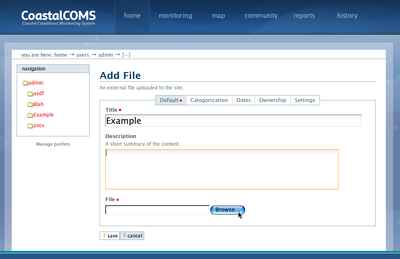 CoastalCOMS
Coastal Conditions Monitoring System
home monitoring map community reports history
you are here: home → users → admin → [...]
navigation
admin
asdf
Blah
Example
zxcv
Manage portlets
Add File
An external file uploaded to the site.
Default Categorization Dates Ownership Settings
Title
Example
Description
A short summary of the content.
File
Browse...
save cancel